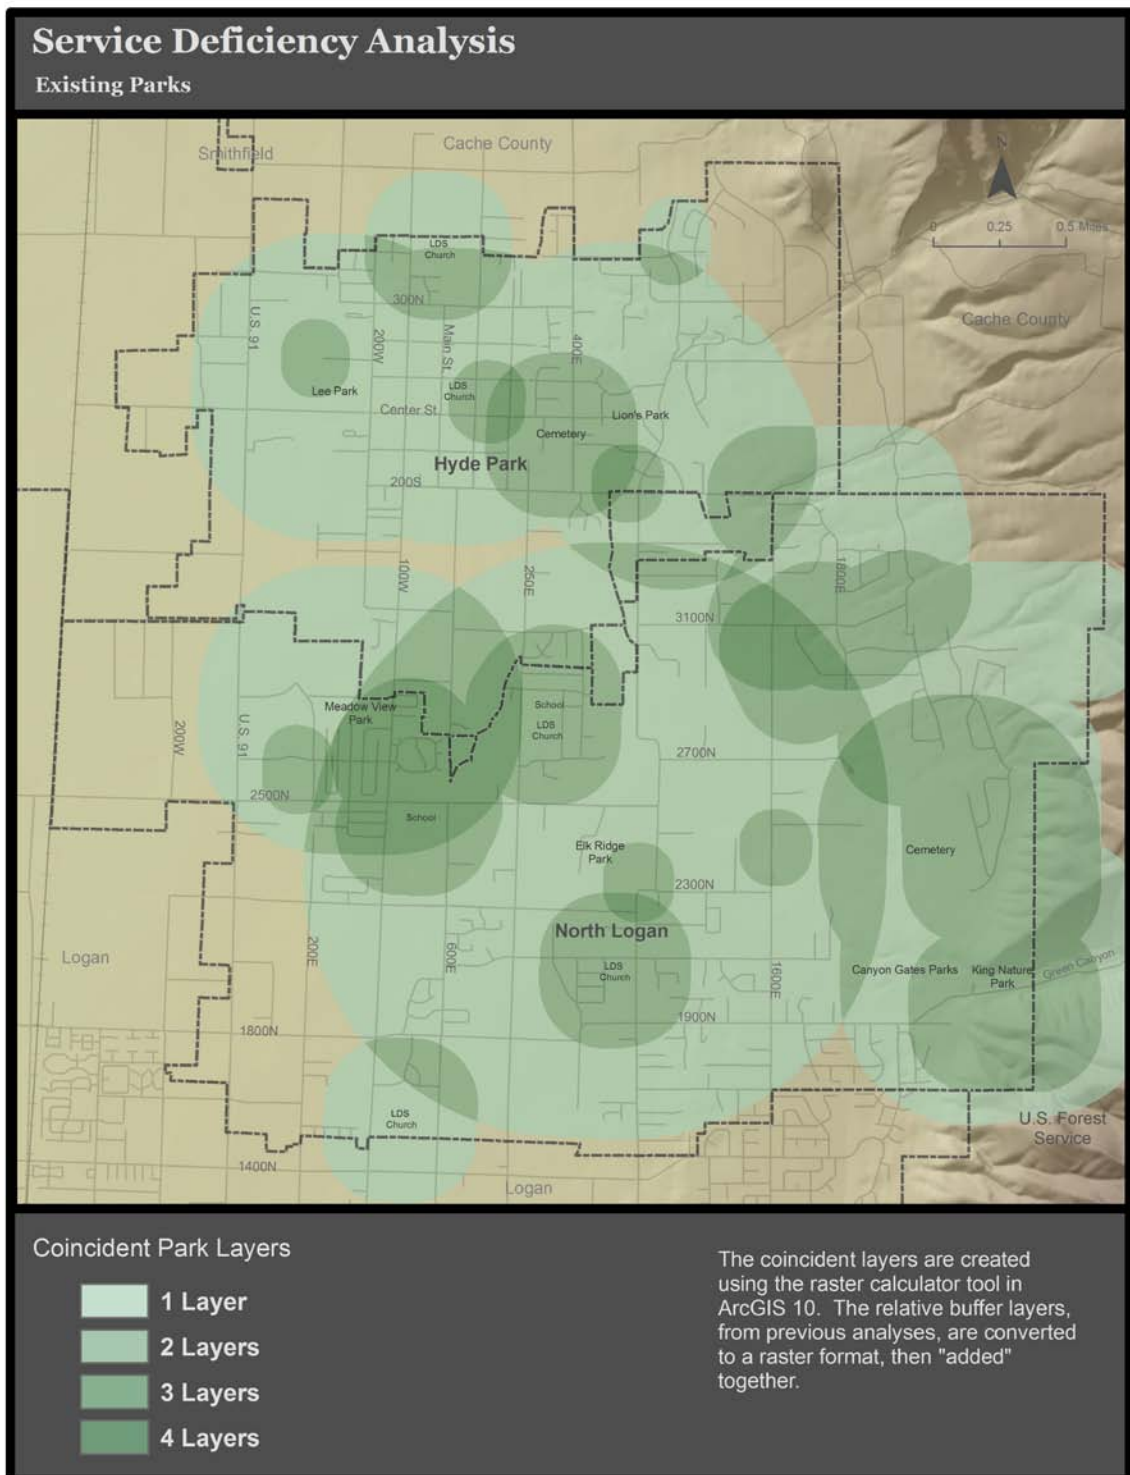 Service Deficiency Analysis
Existing Parks
Smithfield
Cache County
N
0 0.25 0.5 Miles
LDS
Church
300N
U.S. 91
200W
Main St.
400E
Cache County
Lee Park
LDS
Church
Center St.
Lion's Park
Cemetery
Hyde Park
200S
100W
250E
1800E
3100N
Meadow View
Park
School
LDS
Church
200W
U.S. 91
2700N
2500N
School
Elk Ridge
Park
Cemetery
2300N
North Logan
200E
600E
Logan
LDS
Church
1600E
Canyon Gates Parks
King Nature
Park
Green Canyon
1900N
1800N
LDS
Church
U.S. Forest
Service
1400N
Logan
Coincident Park Layers
1 Layer
2 Layers
3 Layers
4 Layers
The coincident layers are created
using the raster calculator tool in
ArcGIS 10. The relative buffer layers,
from previous analyses, are converted
to a raster format, then "added"
together.